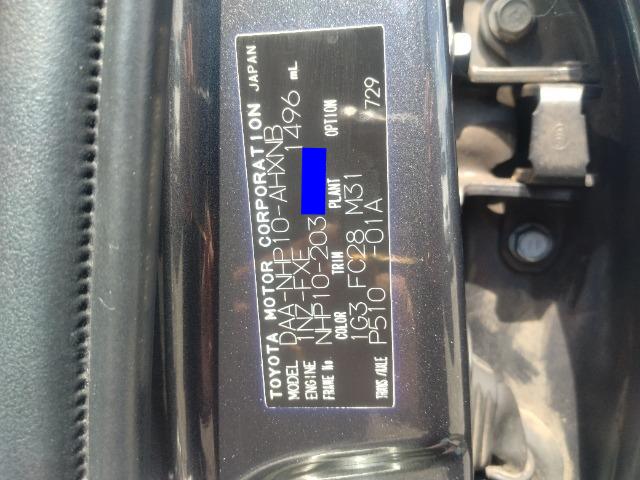 TOYOTA MOTOR CORPORATION JAPAN
MODEL DAA-NHP10-AHXNB
ENGINE 1NZ-FXE 1496 mL
FRAME No. NHP10-203
COLOR TRIM PLANT OPTION
1G3 FC28 M31 729
TRANS/AXLE P510 -01A